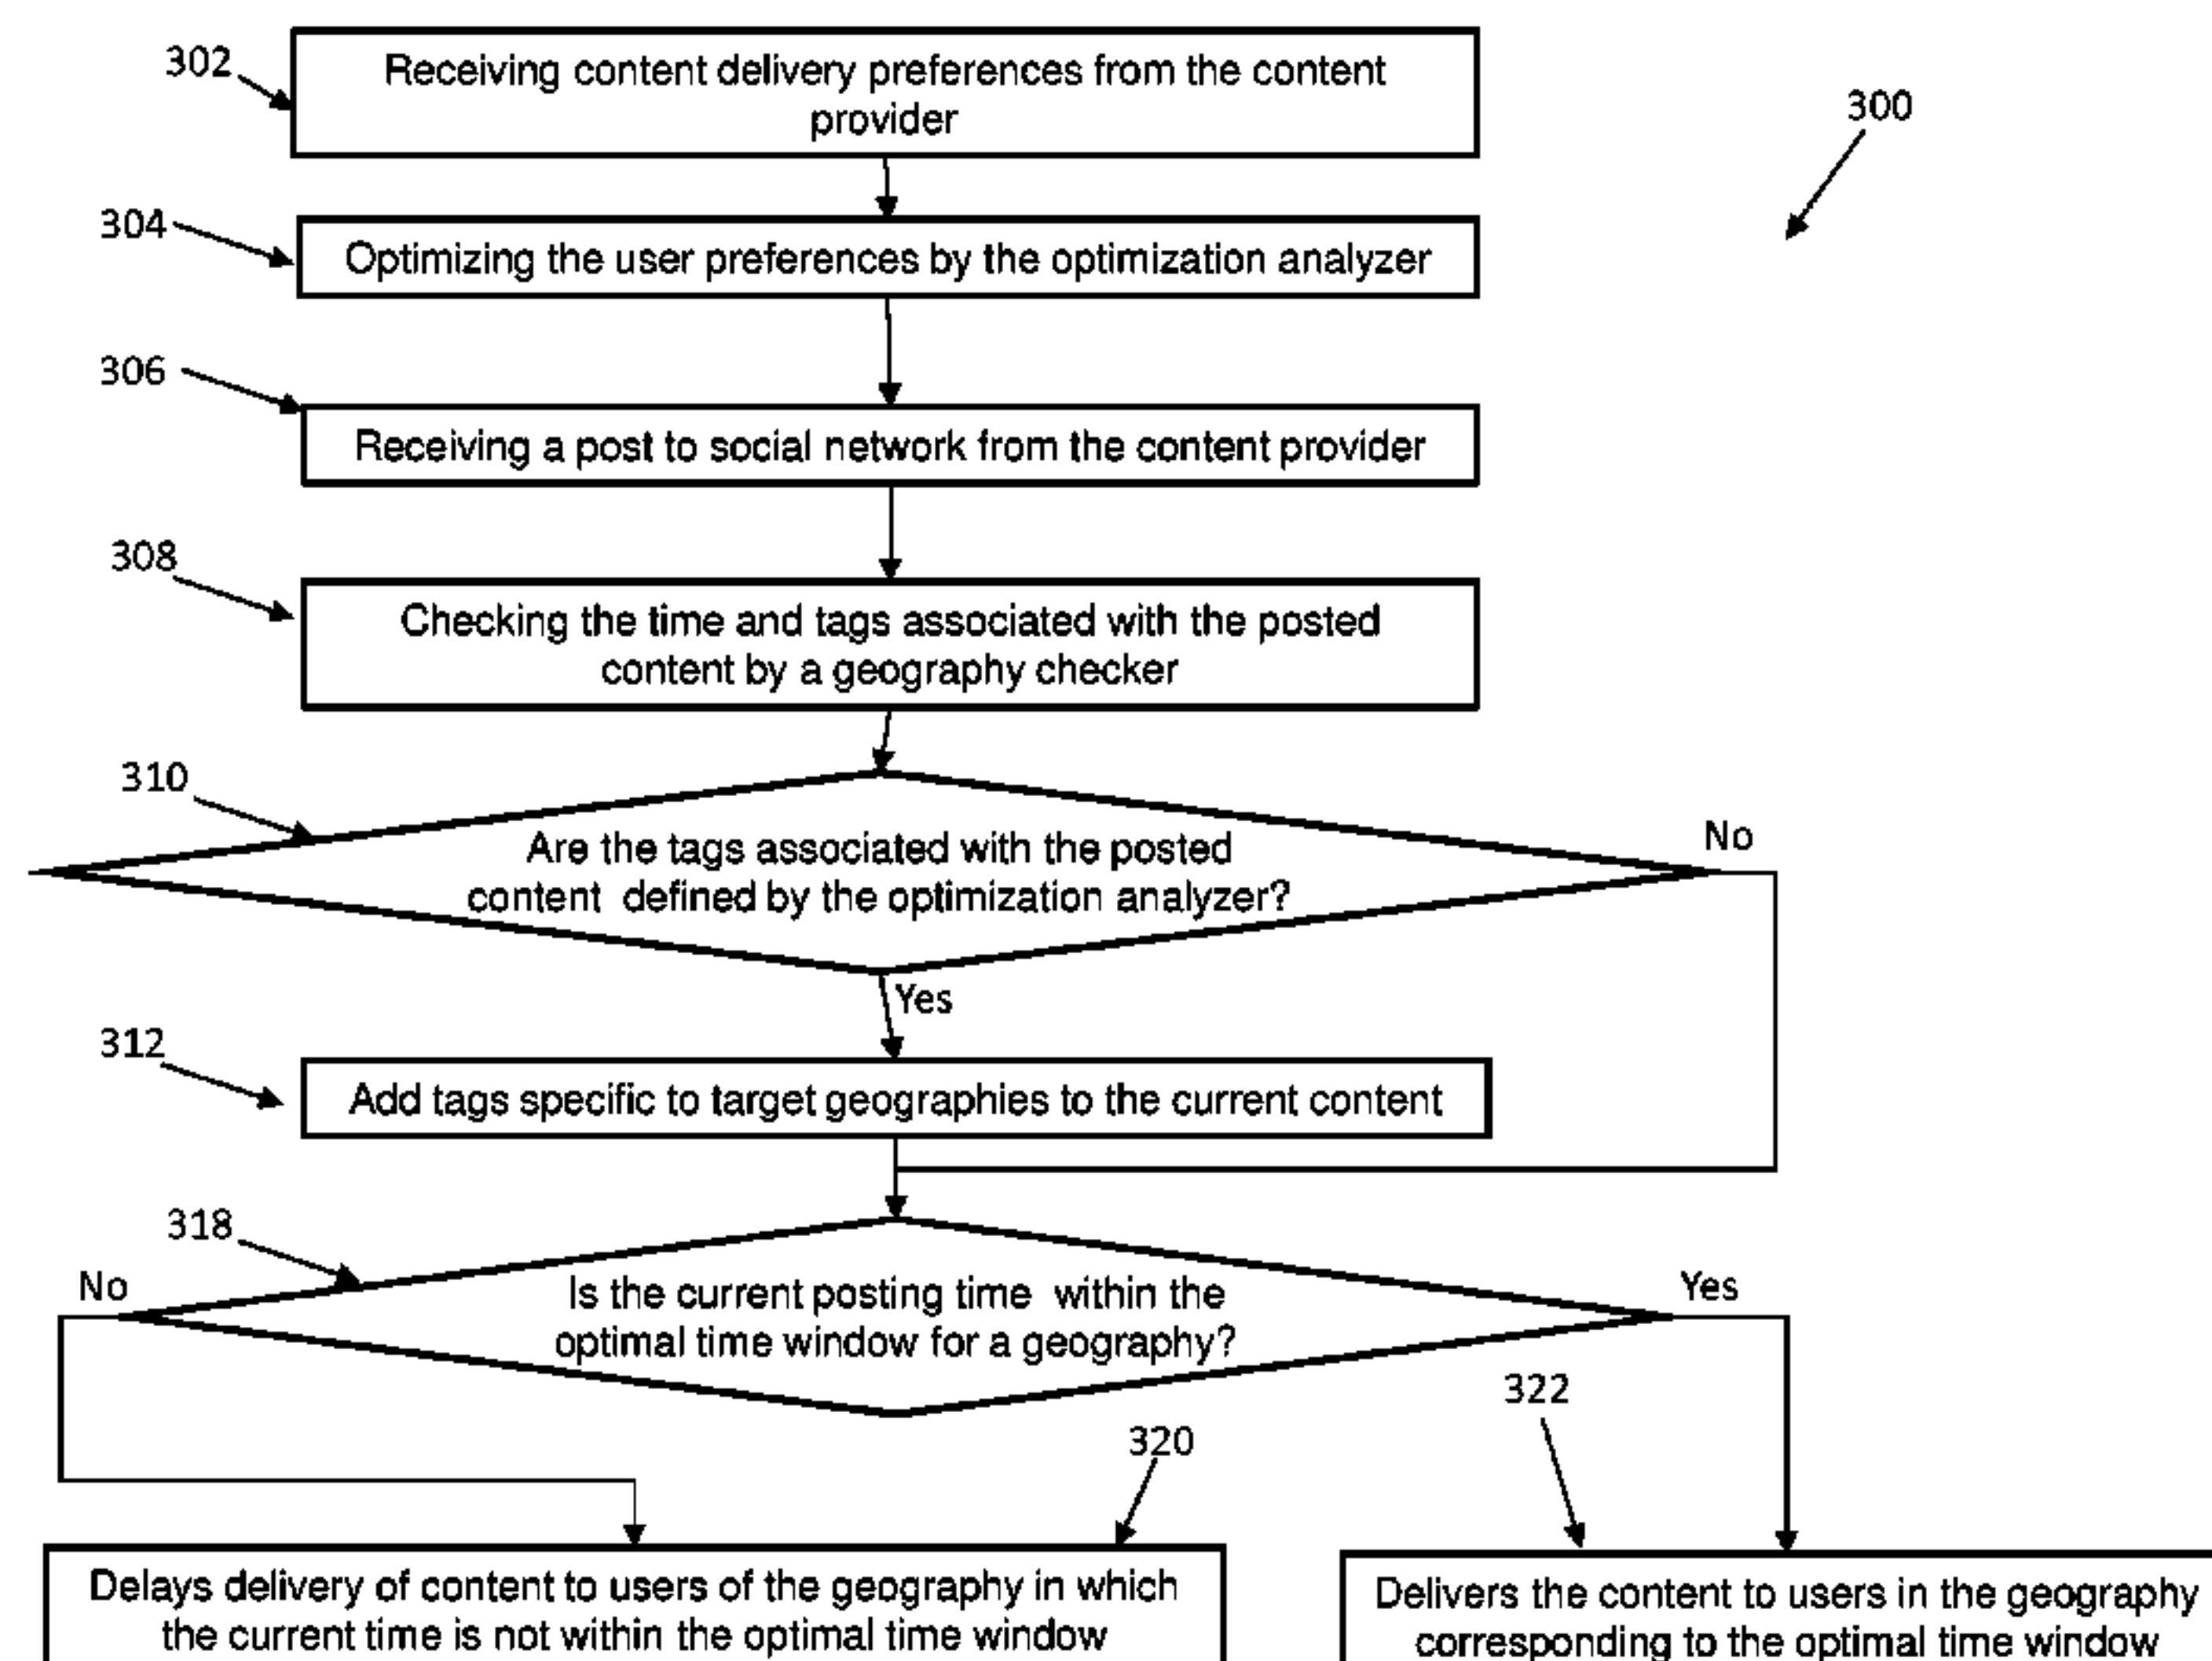 302
Receiving content delivery preferences from the content
provider
300
304
Optimizing the user preferences by the optimization analyzer
306
Receiving a post to social network from the content provider
308
Checking the time and tags associated with the posted
content by a geography checker
310
Are the tags associated with the posted
content defined by the optimization analyzer?
No
Yes
312
Add tags specific to target geographies to the current content
318
No
Is the current posting time within the
optimal time window for a geography?
Yes
322
320
Delays delivery of content to users of the geography in which
the current time is not within the optimal time window
Delivers the content to users in the geography
corresponding to the optimal time window